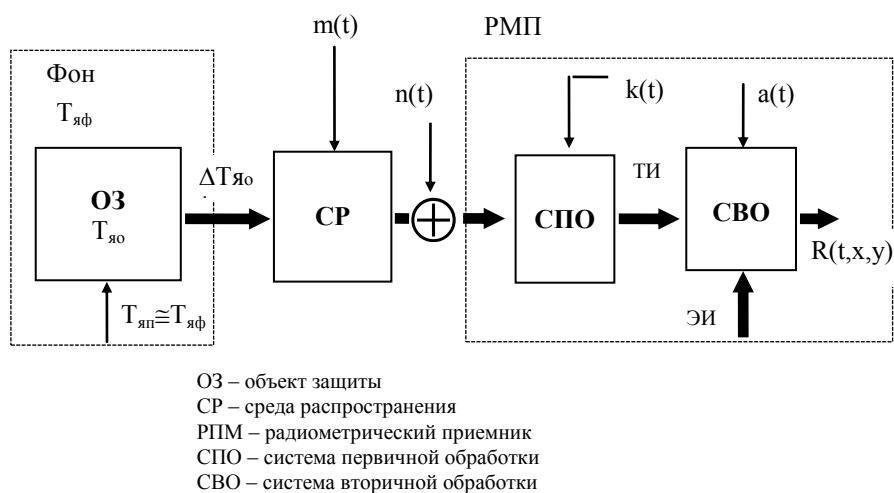 m(t)
РМП
Фон
Tяф
n(t)
k(t)
a(t)
ΔTяо
ТИ
ОЗ
Tяо
СР
СПО
СВО
R(t,x,y)
Tяп≅Tяф
ЭИ
ОЗ – объект защиты
СР – среда распространения
РПМ – радиометрический приемник
СПО – система первичной обработки
СВО – система вторичной обработки